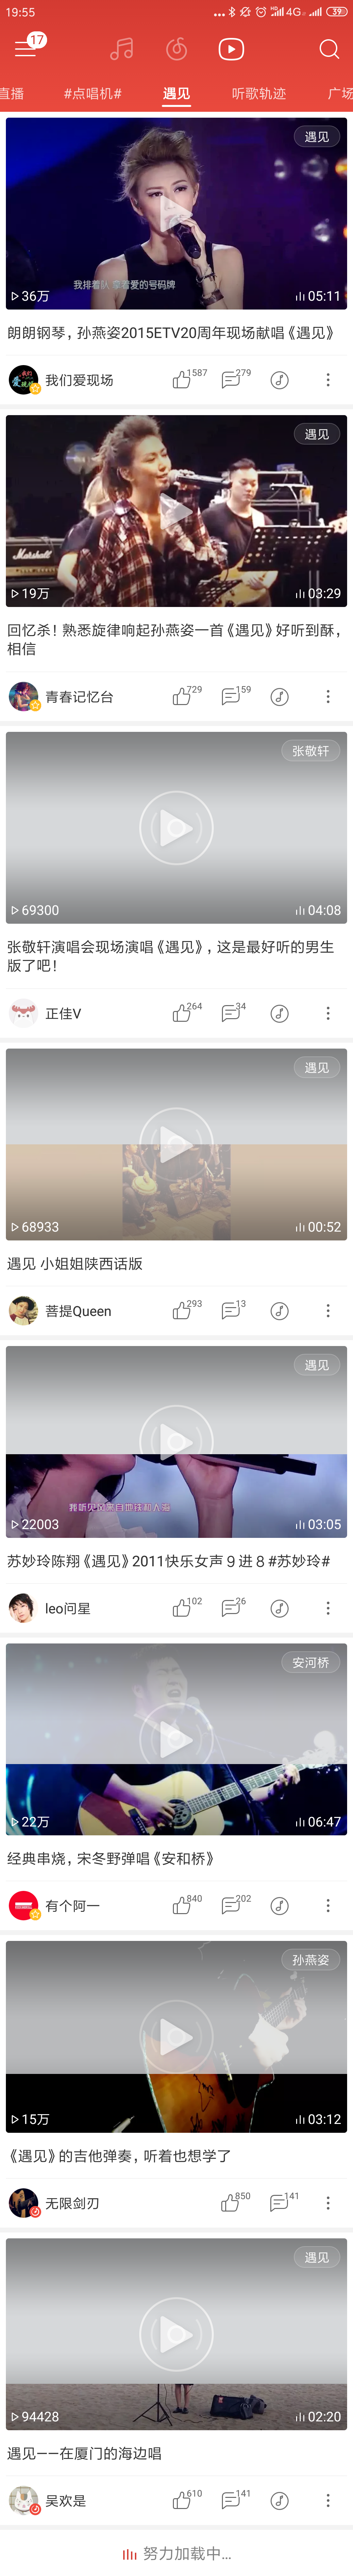 19:55
4G
39
17
直播 #点唱机# 遇见 听歌轨迹 广场
遇见
我排着队 拿着爱的号码牌
36万 05:11
朗朗钢琴，孙燕姿2015ETV20周年现场献唱《遇见》
我们爱现场 1587 279
遇见
Marshall
19万 03:29
回忆杀！熟悉旋律响起孙燕姿一首《遇见》好听到酥，
相信
青春记忆台 729 159
张敬轩
69300 04:08
张敬轩演唱会现场演唱《遇见》，这是最好听的男生
版了吧！
正佳V 264 34
遇见
68933 00:52
遇见 小姐姐陕西话版
菩提Queen 293 13
遇见
我听见风来自地铁和人海
22003 03:05
苏妙玲陈翔《遇见》2011快乐女声９进８#苏妙玲#
leo问星 102 26
安河桥
22万 06:47
经典串烧，宋冬野弹唱《安和桥》
有个阿一 840 202
孙燕姿
15万 03:12
《遇见》的吉他弹奏，听着也想学了
无限剑刃 850 141
遇见
94428 02:20
遇见——在厦门的海边唱
吴欢是 610 141
努力加载中...